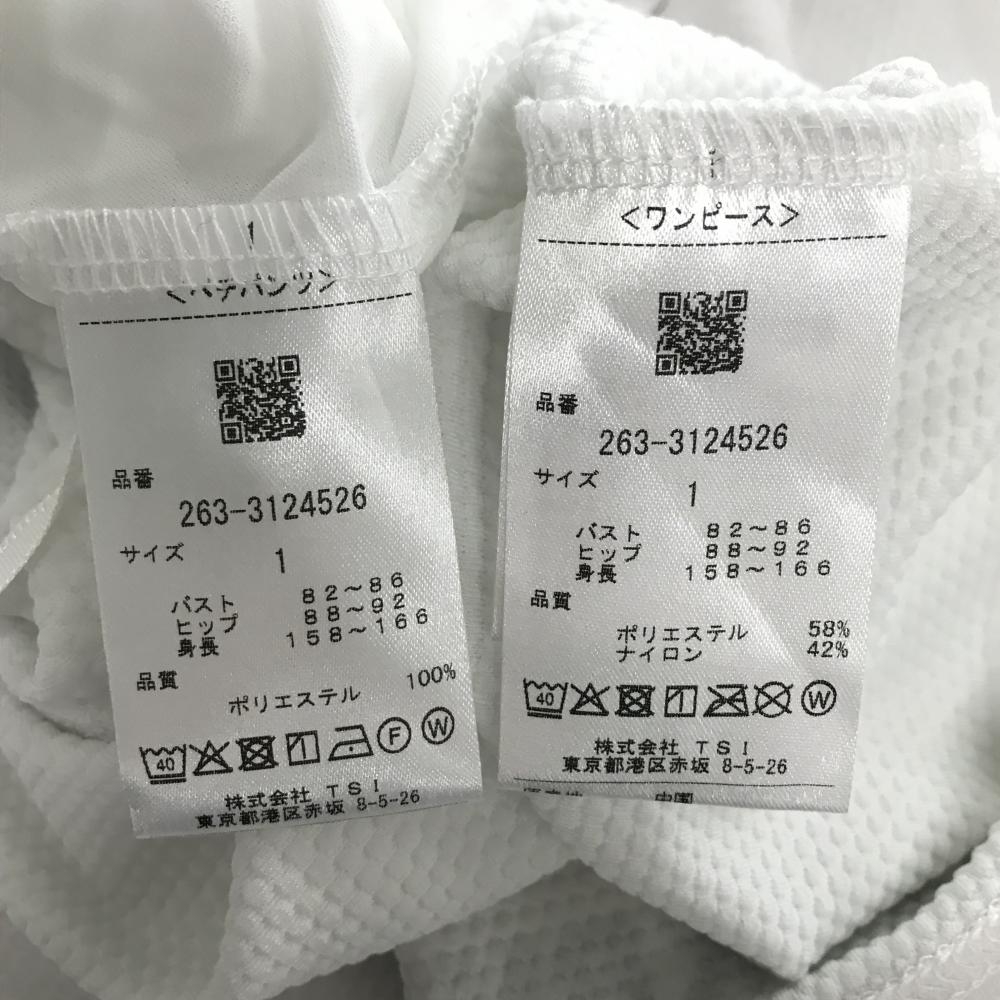 1
<ペチパンツ>
品番
263-3124526
サイズ
1
バスト 82～86
ヒップ 88～92
身長 158～166
品質
ポリエステル 100%
40 F W
株式会社 TSI
東京都港区赤坂 8-5-26
1
<ワンピース>
品番
263-3124526
サイズ
1
バスト 82～86
ヒップ 88～92
身長 158～166
品質
ポリエステル 58%
ナイロン 42%
40 W
株式会社 TSI
東京都港区赤坂 8-5-26
原産地 中国